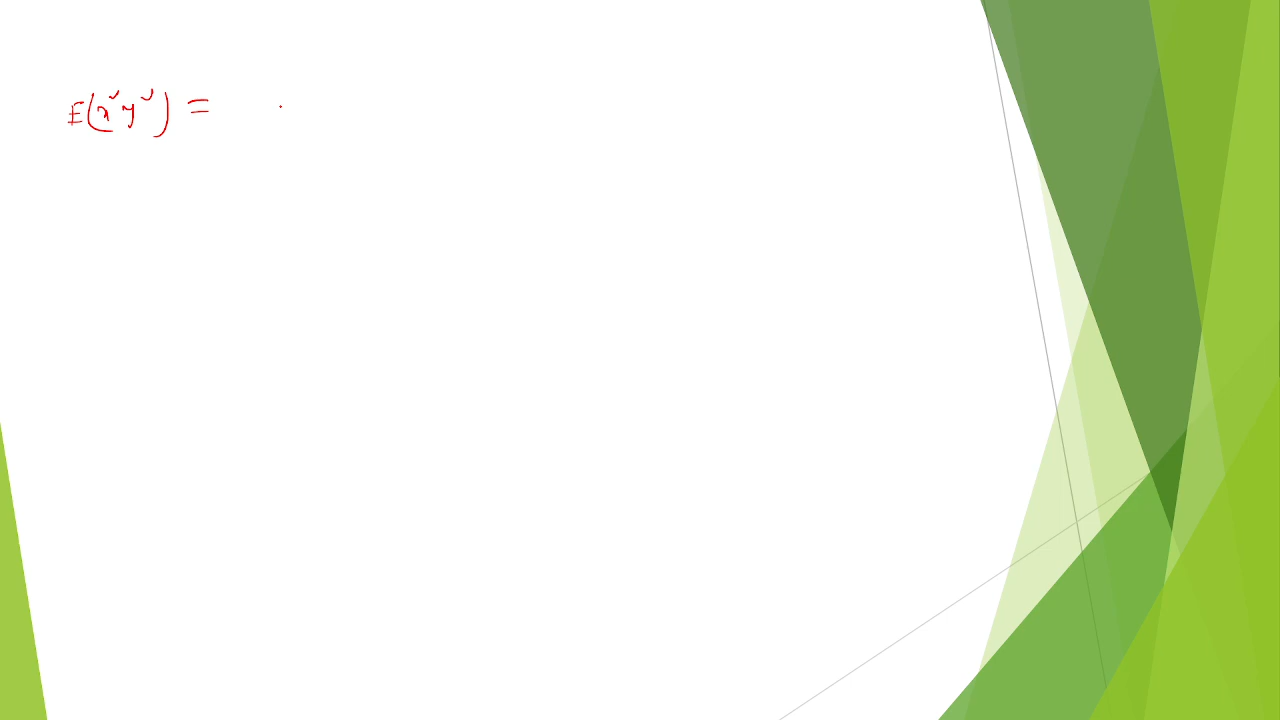 E(x²y²) =